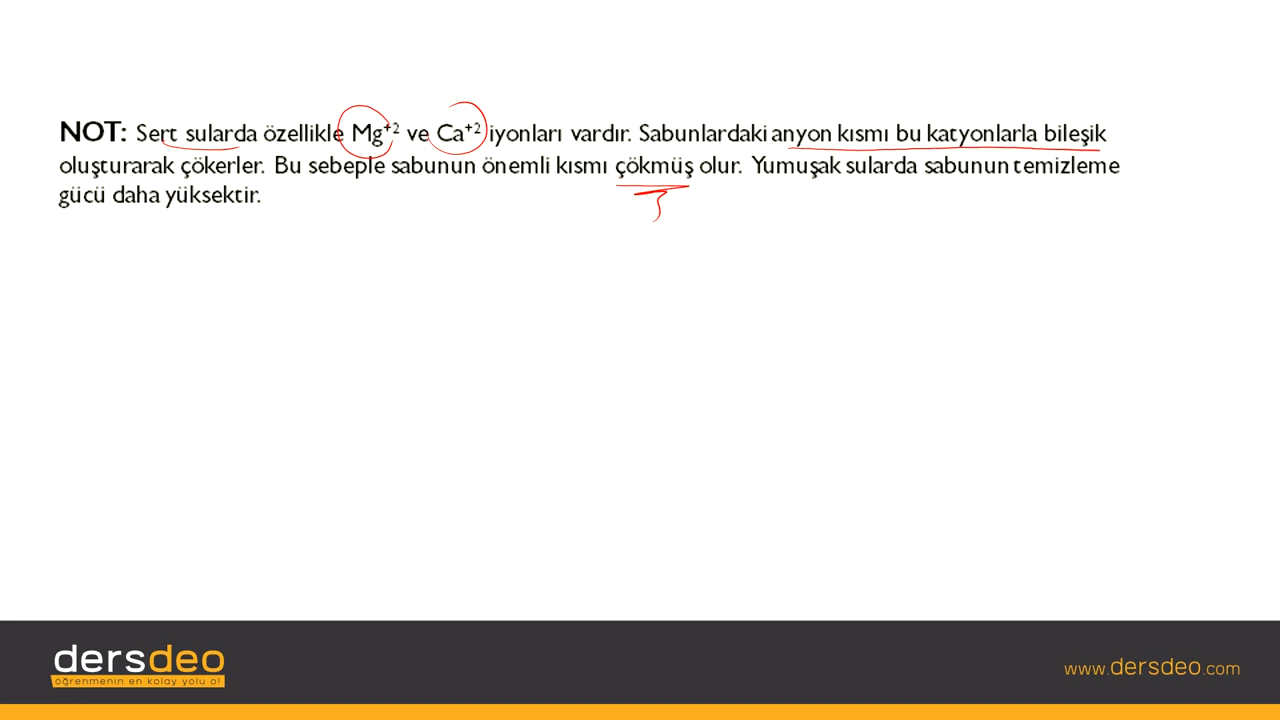 NOT: Sert sularda özellikle Mg⁺² ve Ca⁺² iyonları vardır. Sabunlardaki anyon kısmı bu katyonlarla bileşik
oluşturarak çökerler. Bu sebeple sabunun önemli kısmı çökmüş olur. Yumuşak sularda sabunun temizleme
gücü daha yüksektir.
dersdeo
öğrenmenin en kolay yolu o!
www.dersdeo.com